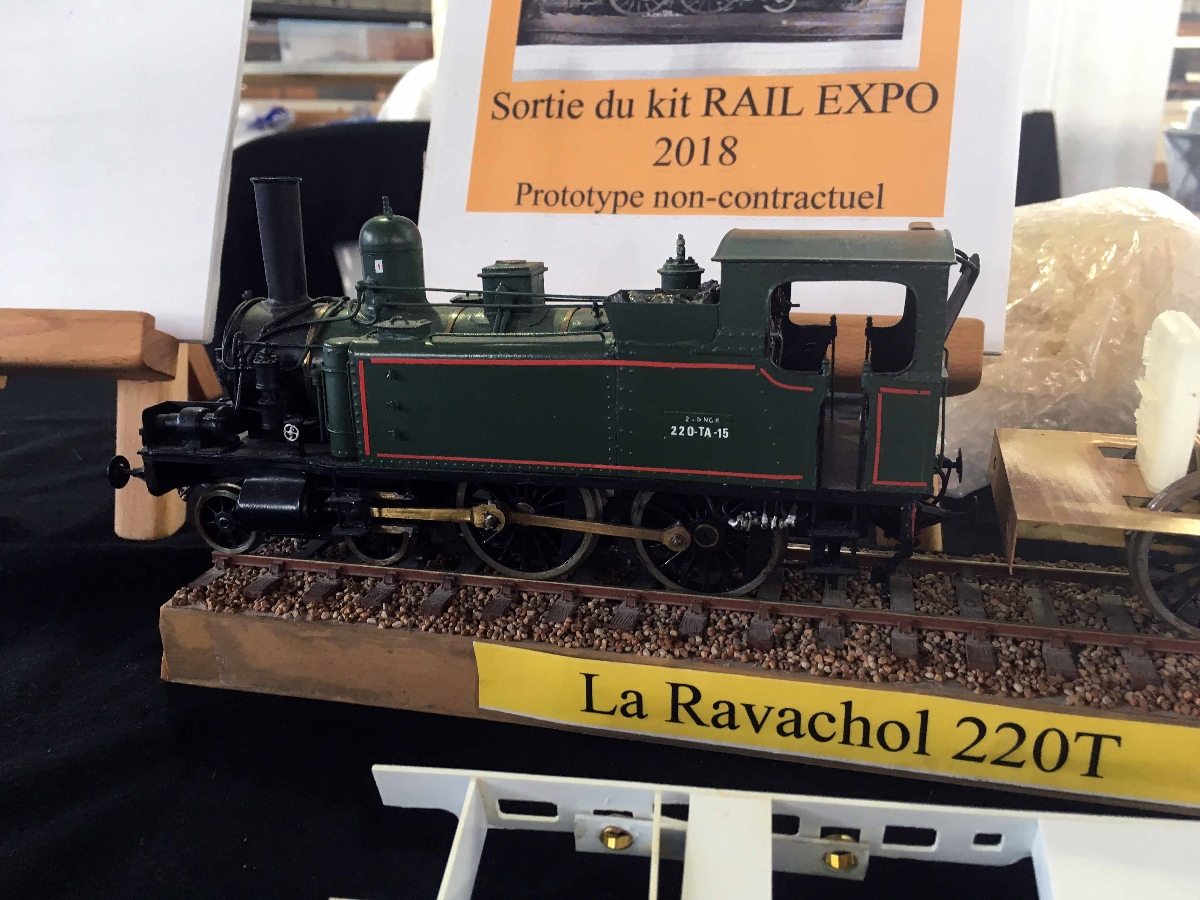 Sortie du kit RAIL EXPO
2018
Prototype non-contractuel
220-TA-15
La Ravachol 220T